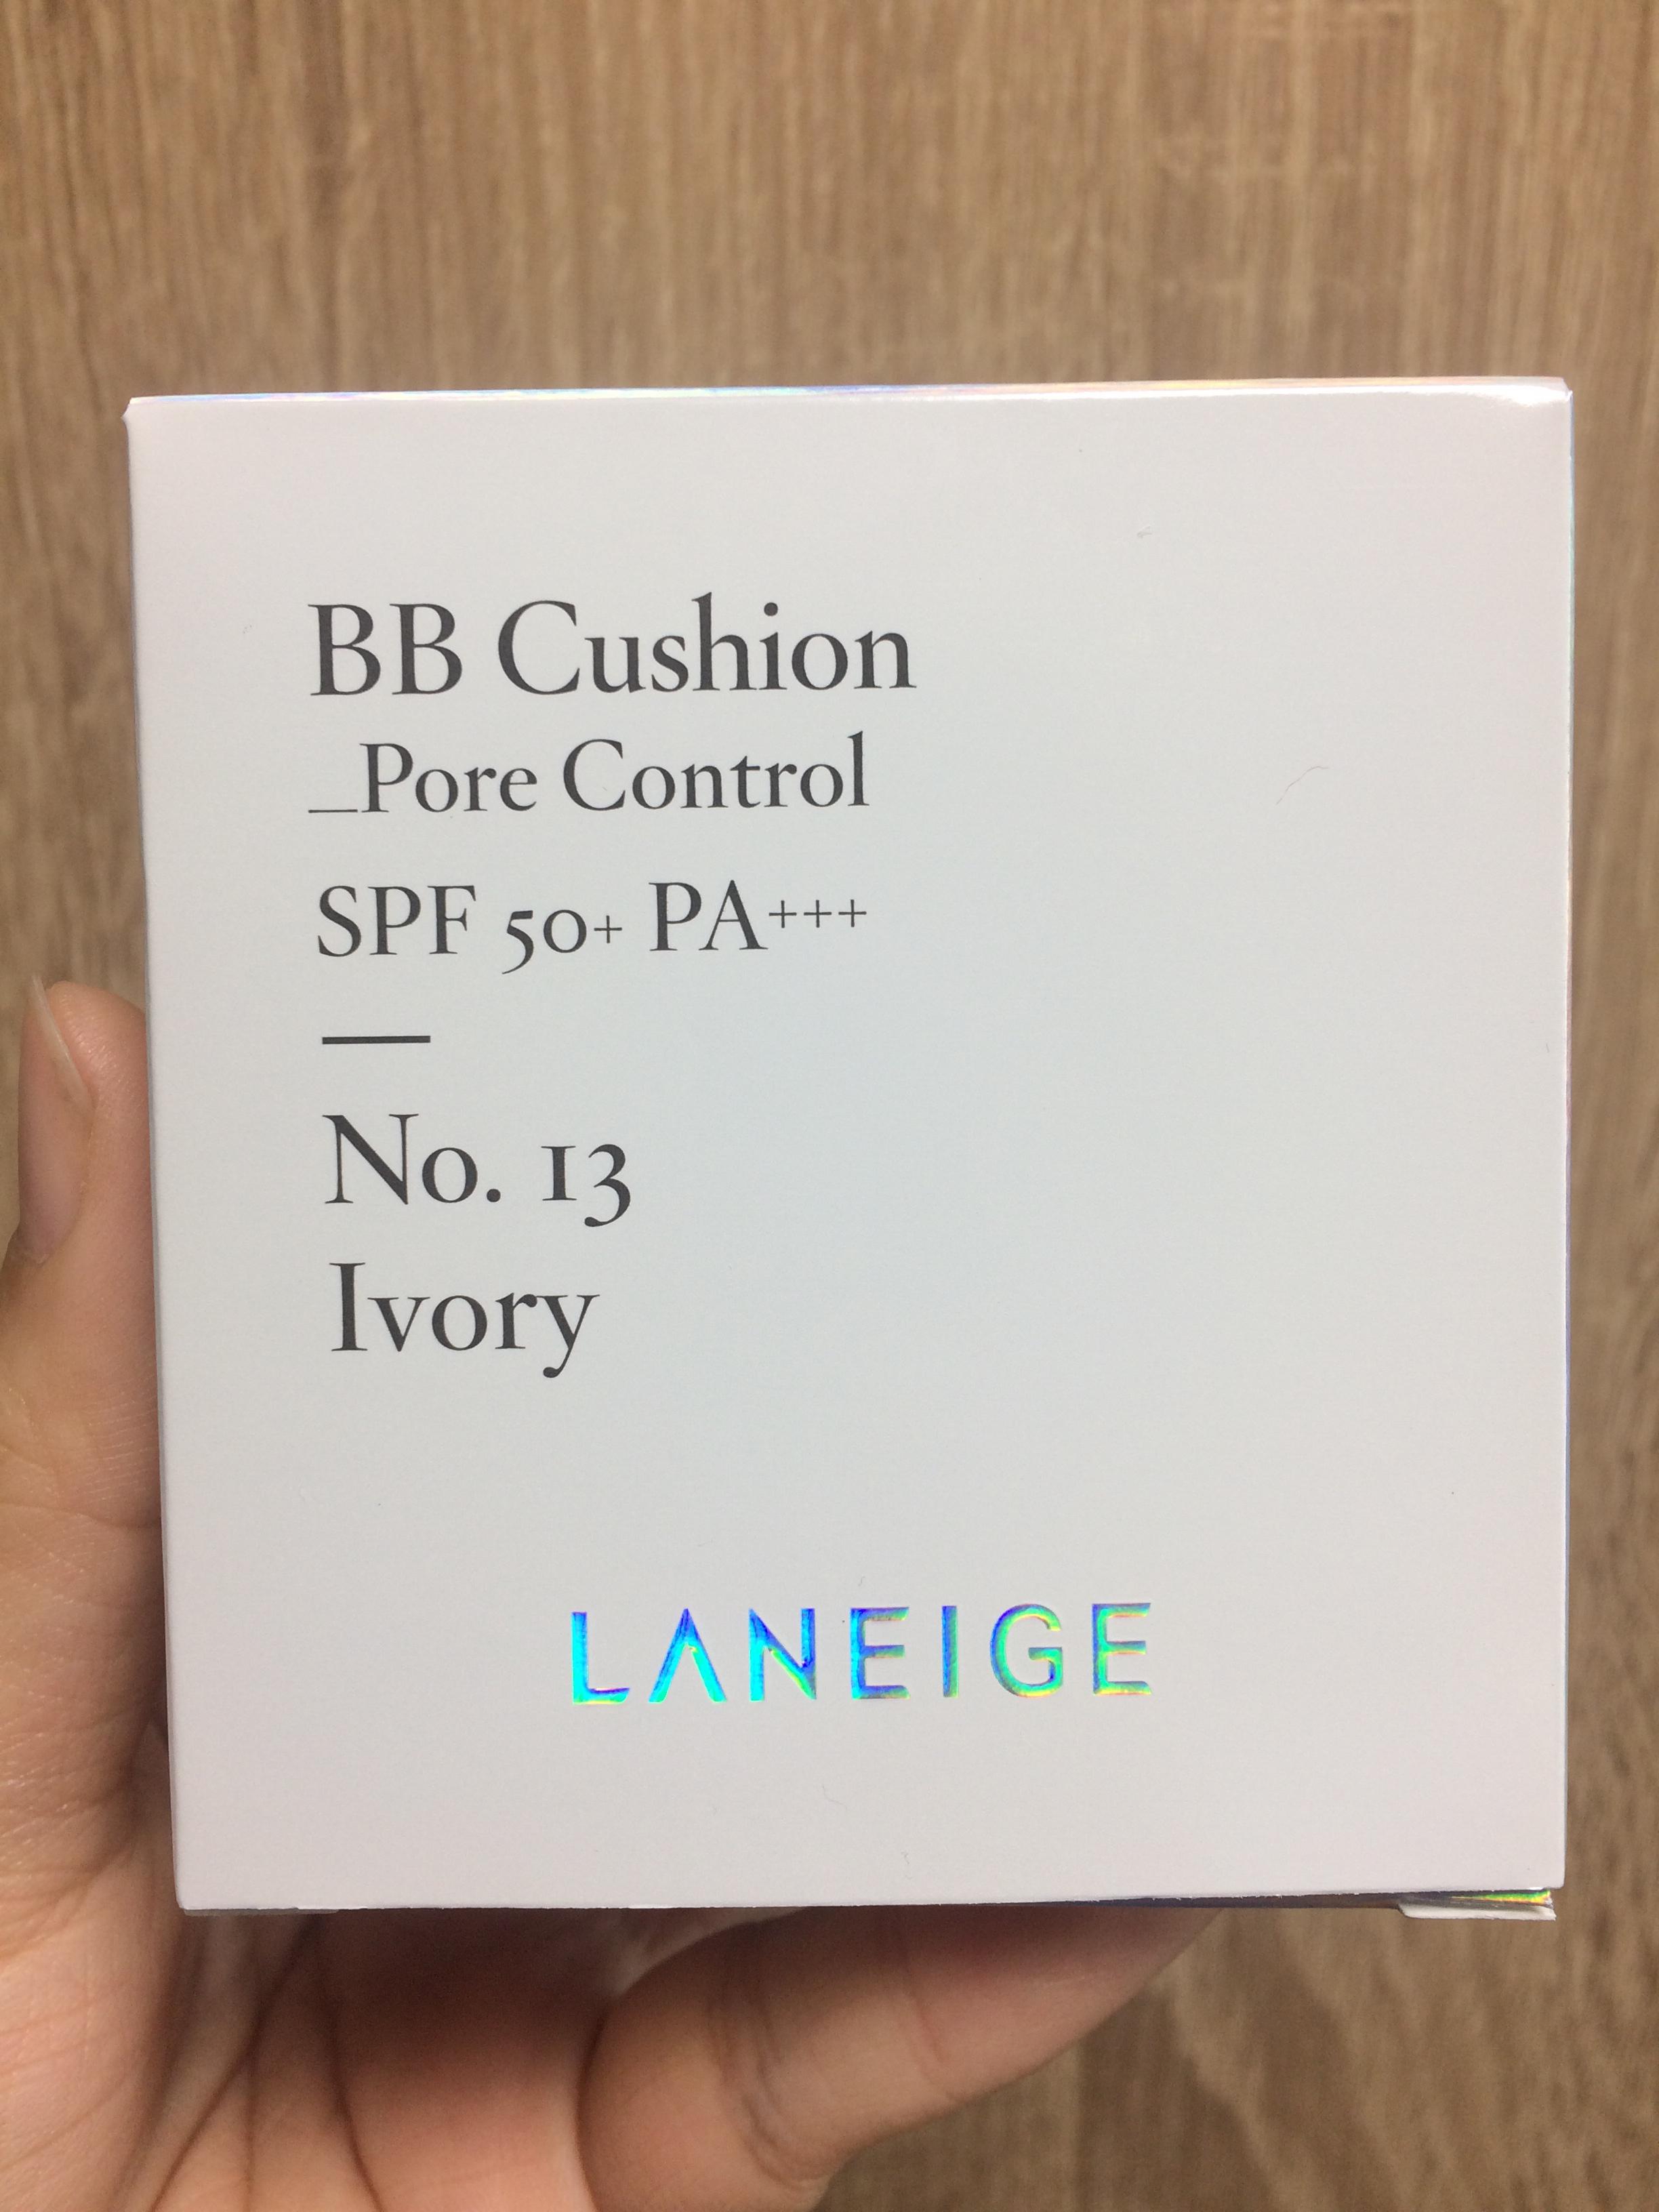 BB Cushion
_Pore Control
SPF 50+ PA+++
—
No. 13
Ivory
LANEIGE